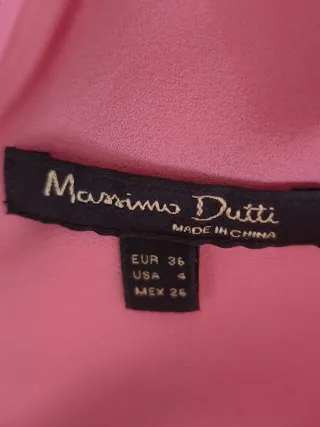 Massimo Dutti
MADE IN CHINA
EUR 36
USA 4
MEX 26